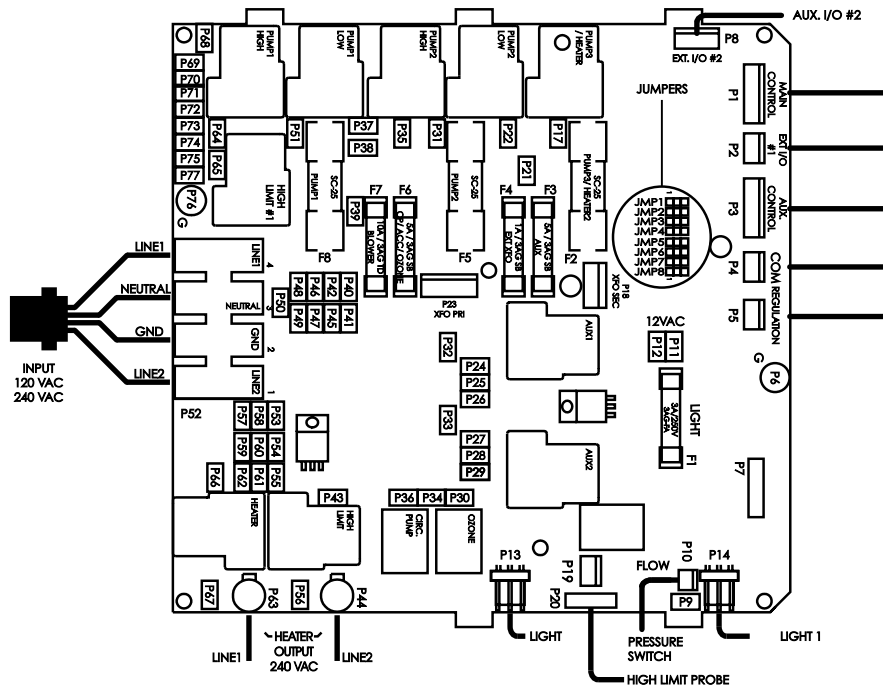 AUX. I/O #2
P8
EXT. I/O #2
P68
PUMP1 HIGH
PUMP1 LOW
PUMP2 HIGH
PUMP2 LOW
PUMP3 / HEATER
P69
P70
P71
P72
P73
P74
P75
P77
P76
G
P64
P65
HIGH LIMIT #1
P51
P37
P38
P35
P31
P22
P17
P21
JUMPERS
P1
MAIN CONTROL
P2
EXT I/O #1
P3
AUX CONTROL
P4
COM REGULATION
P5
PUMP1
SC-25
F8
P39
F7
10A / SAG TD
BLOWER
F6
5A / SAG SB
CP/ ACC/ OZONE
PUMP2
SC-25
F5
F4
1A / SAG SB
EXT XFO
F3
5A / SAG SB
AUX
SC-25
PUMP3/ HEATER2
F2
1
JMP1
JMP2
JMP3
JMP4
JMP5
JMP6
JMP7
JMP8
1
LINE1
NEUTRAL
GND
LINE2
INPUT
120 VAC
240 VAC
LINE1
4
NEUTRAL
3
GND
2
LINE2
1
P52
P50
P48
P46
P42
P40
P49
P47
P45
P41
P23
XFO PRI
P18
XFO SEC
AUX1
12VAC
P12
P11
G
P6
P32
P24
P25
P26
P33
P27
P28
P29
3A/250V
3AG-FA
LIGHT
F1
P57
P58
P53
P59
P60
P54
P62
P61
P55
P66
AUX2
P7
HEATER
HIGH LIMIT
P43
P36
P34
P30
CIRC. PUMP
OZONE
P13
P19
P20
FLOW
P10
P14
P9
P67
P63
P56
P44
LINE1
HEATER
OUTPUT
240 VAC
LINE2
LIGHT
PRESSURE
SWITCH
LIGHT 1
HIGH LIMIT PROBE